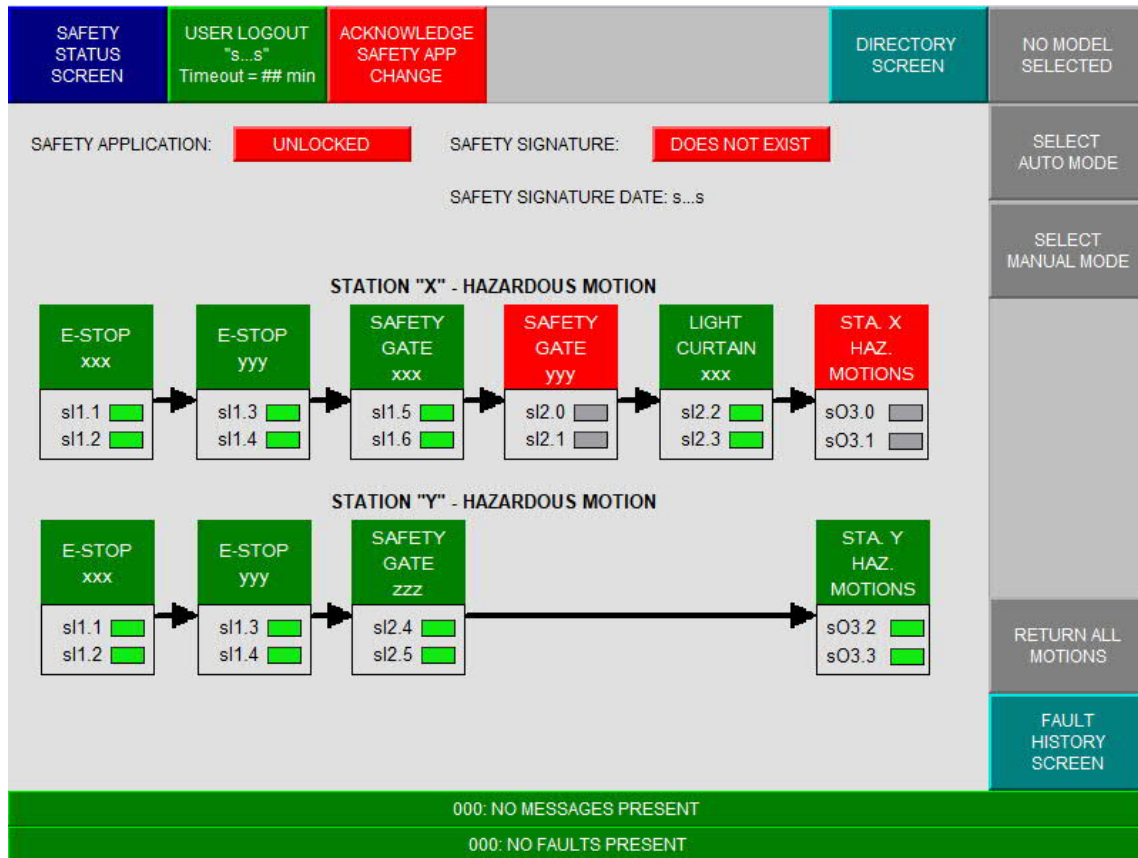 SAFETY
STATUS
SCREEN
USER LOGOUT
"s...s"
Timeout = ## min
ACKNOWLEDGE
SAFETY APP
CHANGE
DIRECTORY
SCREEN
NO MODEL
SELECTED
SAFETY APPLICATION:
UNLOCKED
SAFETY SIGNATURE:
DOES NOT EXIST
SELECT
AUTO MODE
SAFETY SIGNATURE DATE: s...s
SELECT
MANUAL MODE
STATION "X" - HAZARDOUS MOTION
E-STOP
xxx
sI1.1
sI1.2
E-STOP
yyy
sI1.3
sI1.4
SAFETY
GATE
xxx
sI1.5
sI1.6
SAFETY
GATE
yyy
sI2.0
sI2.1
LIGHT
CURTAIN
xxx
sI2.2
sI2.3
STA. X
HAZ.
MOTIONS
sO3.0
sO3.1
STATION "Y" - HAZARDOUS MOTION
E-STOP
xxx
sI1.1
sI1.2
E-STOP
yyy
sI1.3
sI1.4
SAFETY
GATE
zzz
sI2.4
sI2.5
STA. Y
HAZ.
MOTIONS
sO3.2
sO3.3
RETURN ALL
MOTIONS
FAULT
HISTORY
SCREEN
000: NO MESSAGES PRESENT
000: NO FAULTS PRESENT